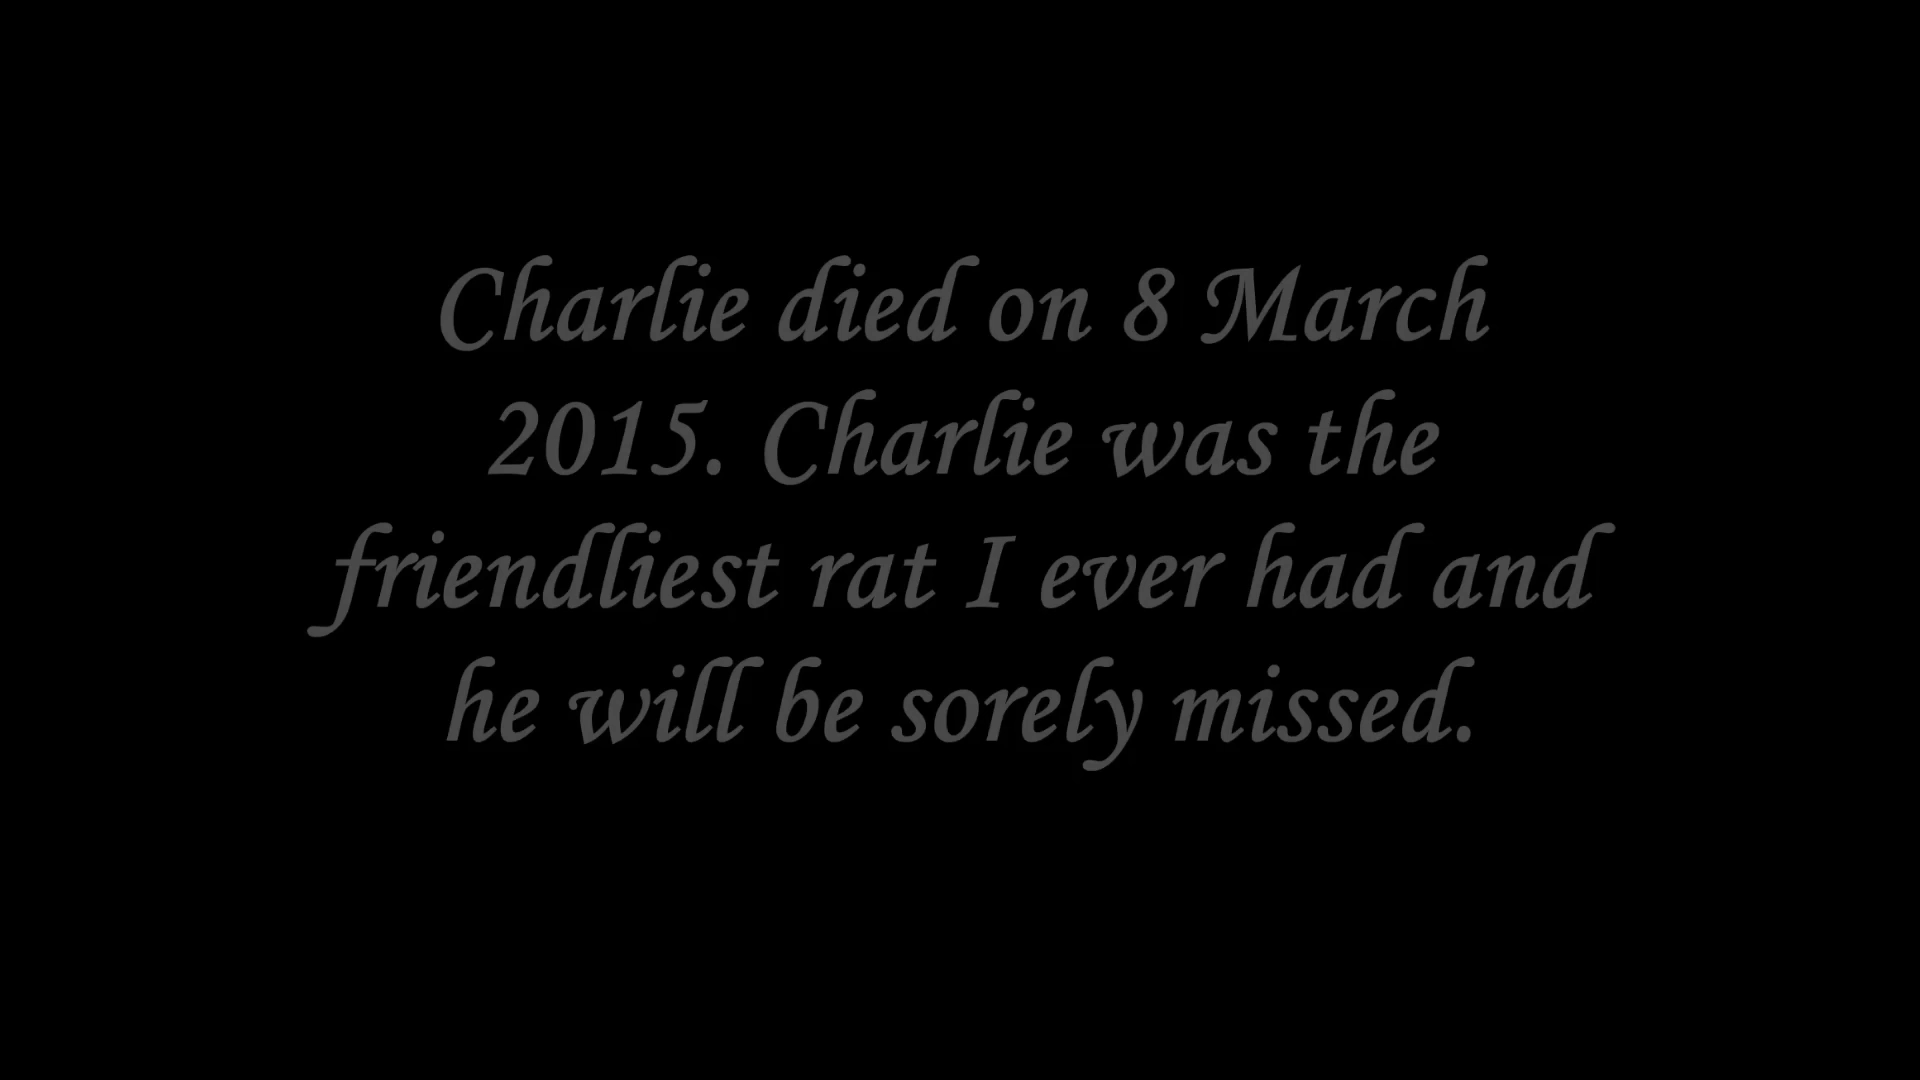 Charlie died on 8 March
2015. Charlie was the
friendliest rat I ever had and
he will be sorely missed.